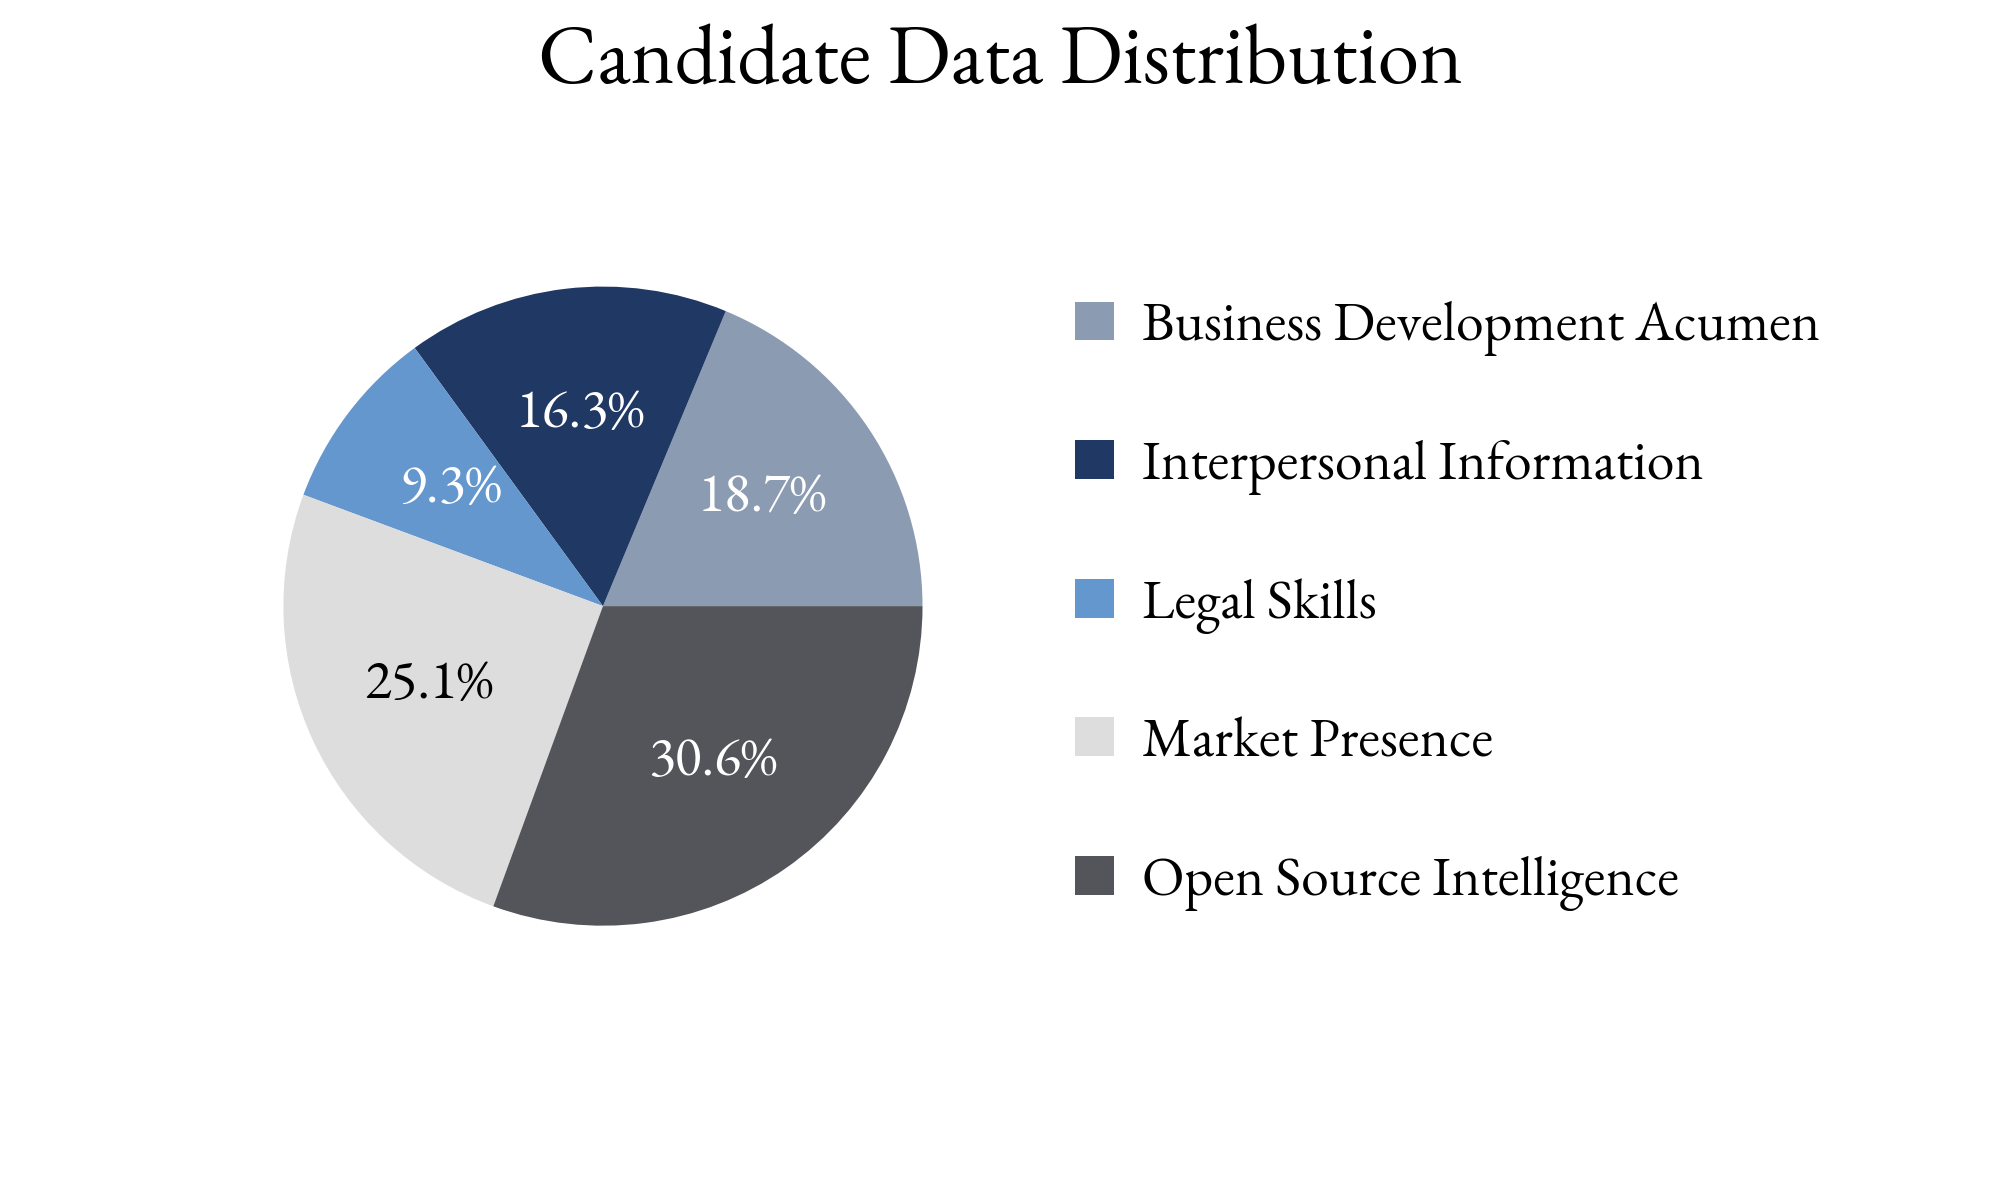 Candidate Data Distribution
16.3%
18.7%
9.3%
25.1%
30.6%
Business Development Acumen
Interpersonal Information
Legal Skills
Market Presence
Open Source Intelligence